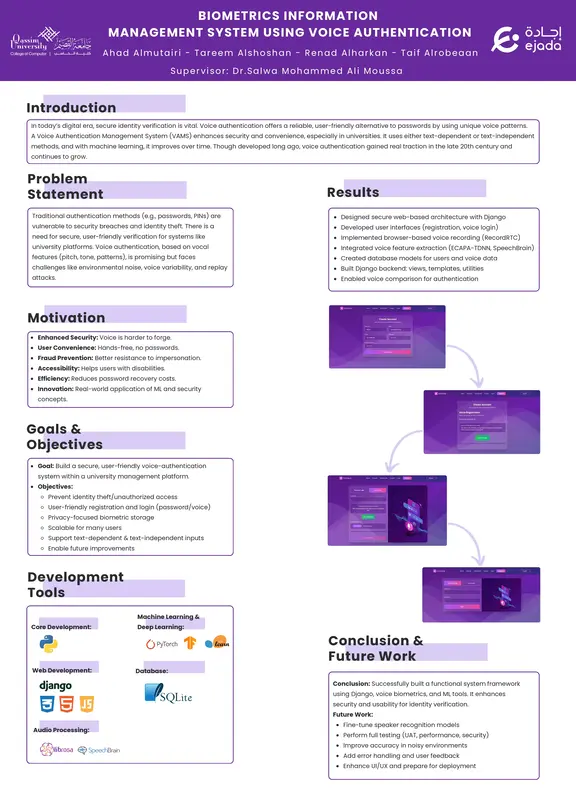 BIOMETRICS INFORMATION
MANAGEMENT SYSTEM USING VOICE AUTHENTICATION
Ahad Almutairi - Tareem Alshoshan - Renad Alharkan - Taif Alrobeaan
Supervisor: Dr.Salwa Mohammed Ali Moussa
Qassim
University
College of Computer
إجادة
ejada
Introduction
In today's digital era, secure identity verification is vital. Voice authentication offers a reliable, user-friendly alternative to passwords by using unique voice patterns.
A Voice Authentication Management System (VAMS) enhances security and convenience, especially in universities. It uses either text-dependent or text-independent
methods, and with machine learning, it improves over time. Though developed long ago, voice authentication gained real traction in the late 20th century and
continues to grow.
Problem
Statement
Traditional authentication methods (e.g., passwords, PINs) are
vulnerable to security breaches and identity theft. There is a
need for secure, user-friendly verification for systems like
university platforms. Voice authentication, based on vocal
features (pitch, tone, patterns), is promising but faces
challenges like environmental noise, voice variability, and replay
attacks.
Motivation
• Enhanced Security: Voice is harder to forge.
• User Convenience: Hands-free, no passwords.
• Fraud Prevention: Better resistance to impersonation.
• Accessibility: Helps users with disabilities.
• Efficiency: Reduces password recovery costs.
• Innovation: Real-world application of ML and security
concepts.
Goals &
Objectives
• Goal: Build a secure, user-friendly voice-authentication
system within a university management platform.
• Objectives:
○ Prevent identity theft/unauthorized access
○ User-friendly registration and login (password/voice)
○ Privacy-focused biometric storage
○ Scalable for many users
○ Support text-dependent & text-independent inputs
○ Enable future improvements
Development
Tools
Core Development:
Machine Learning &
Deep Learning:
PyTorch
learn
Web Development:
django
Database:
SQLite
Audio Processing:
librosa
SpeechBrain
Results
• Designed secure web-based architecture with Django
• Developed user interfaces (registration, voice login)
• Implemented browser-based voice recording (RecordRTC)
• Integrated voice feature extraction (ECAPA-TDNN, SpeechBrain)
• Created database models for users and voice data
• Built Django backend: views, templates, utilities
• Enabled voice comparison for authentication
Conclusion &
Future Work
Conclusion: Successfully built a functional system framework
using Django, voice biometrics, and ML tools. It enhances
security and usability for identity verification.
Future Work:
• Fine-tune speaker recognition models
• Perform full testing (UAT, performance, security)
• Improve accuracy in noisy environments
• Add error handling and user feedback
• Enhance UI/UX and prepare for deployment